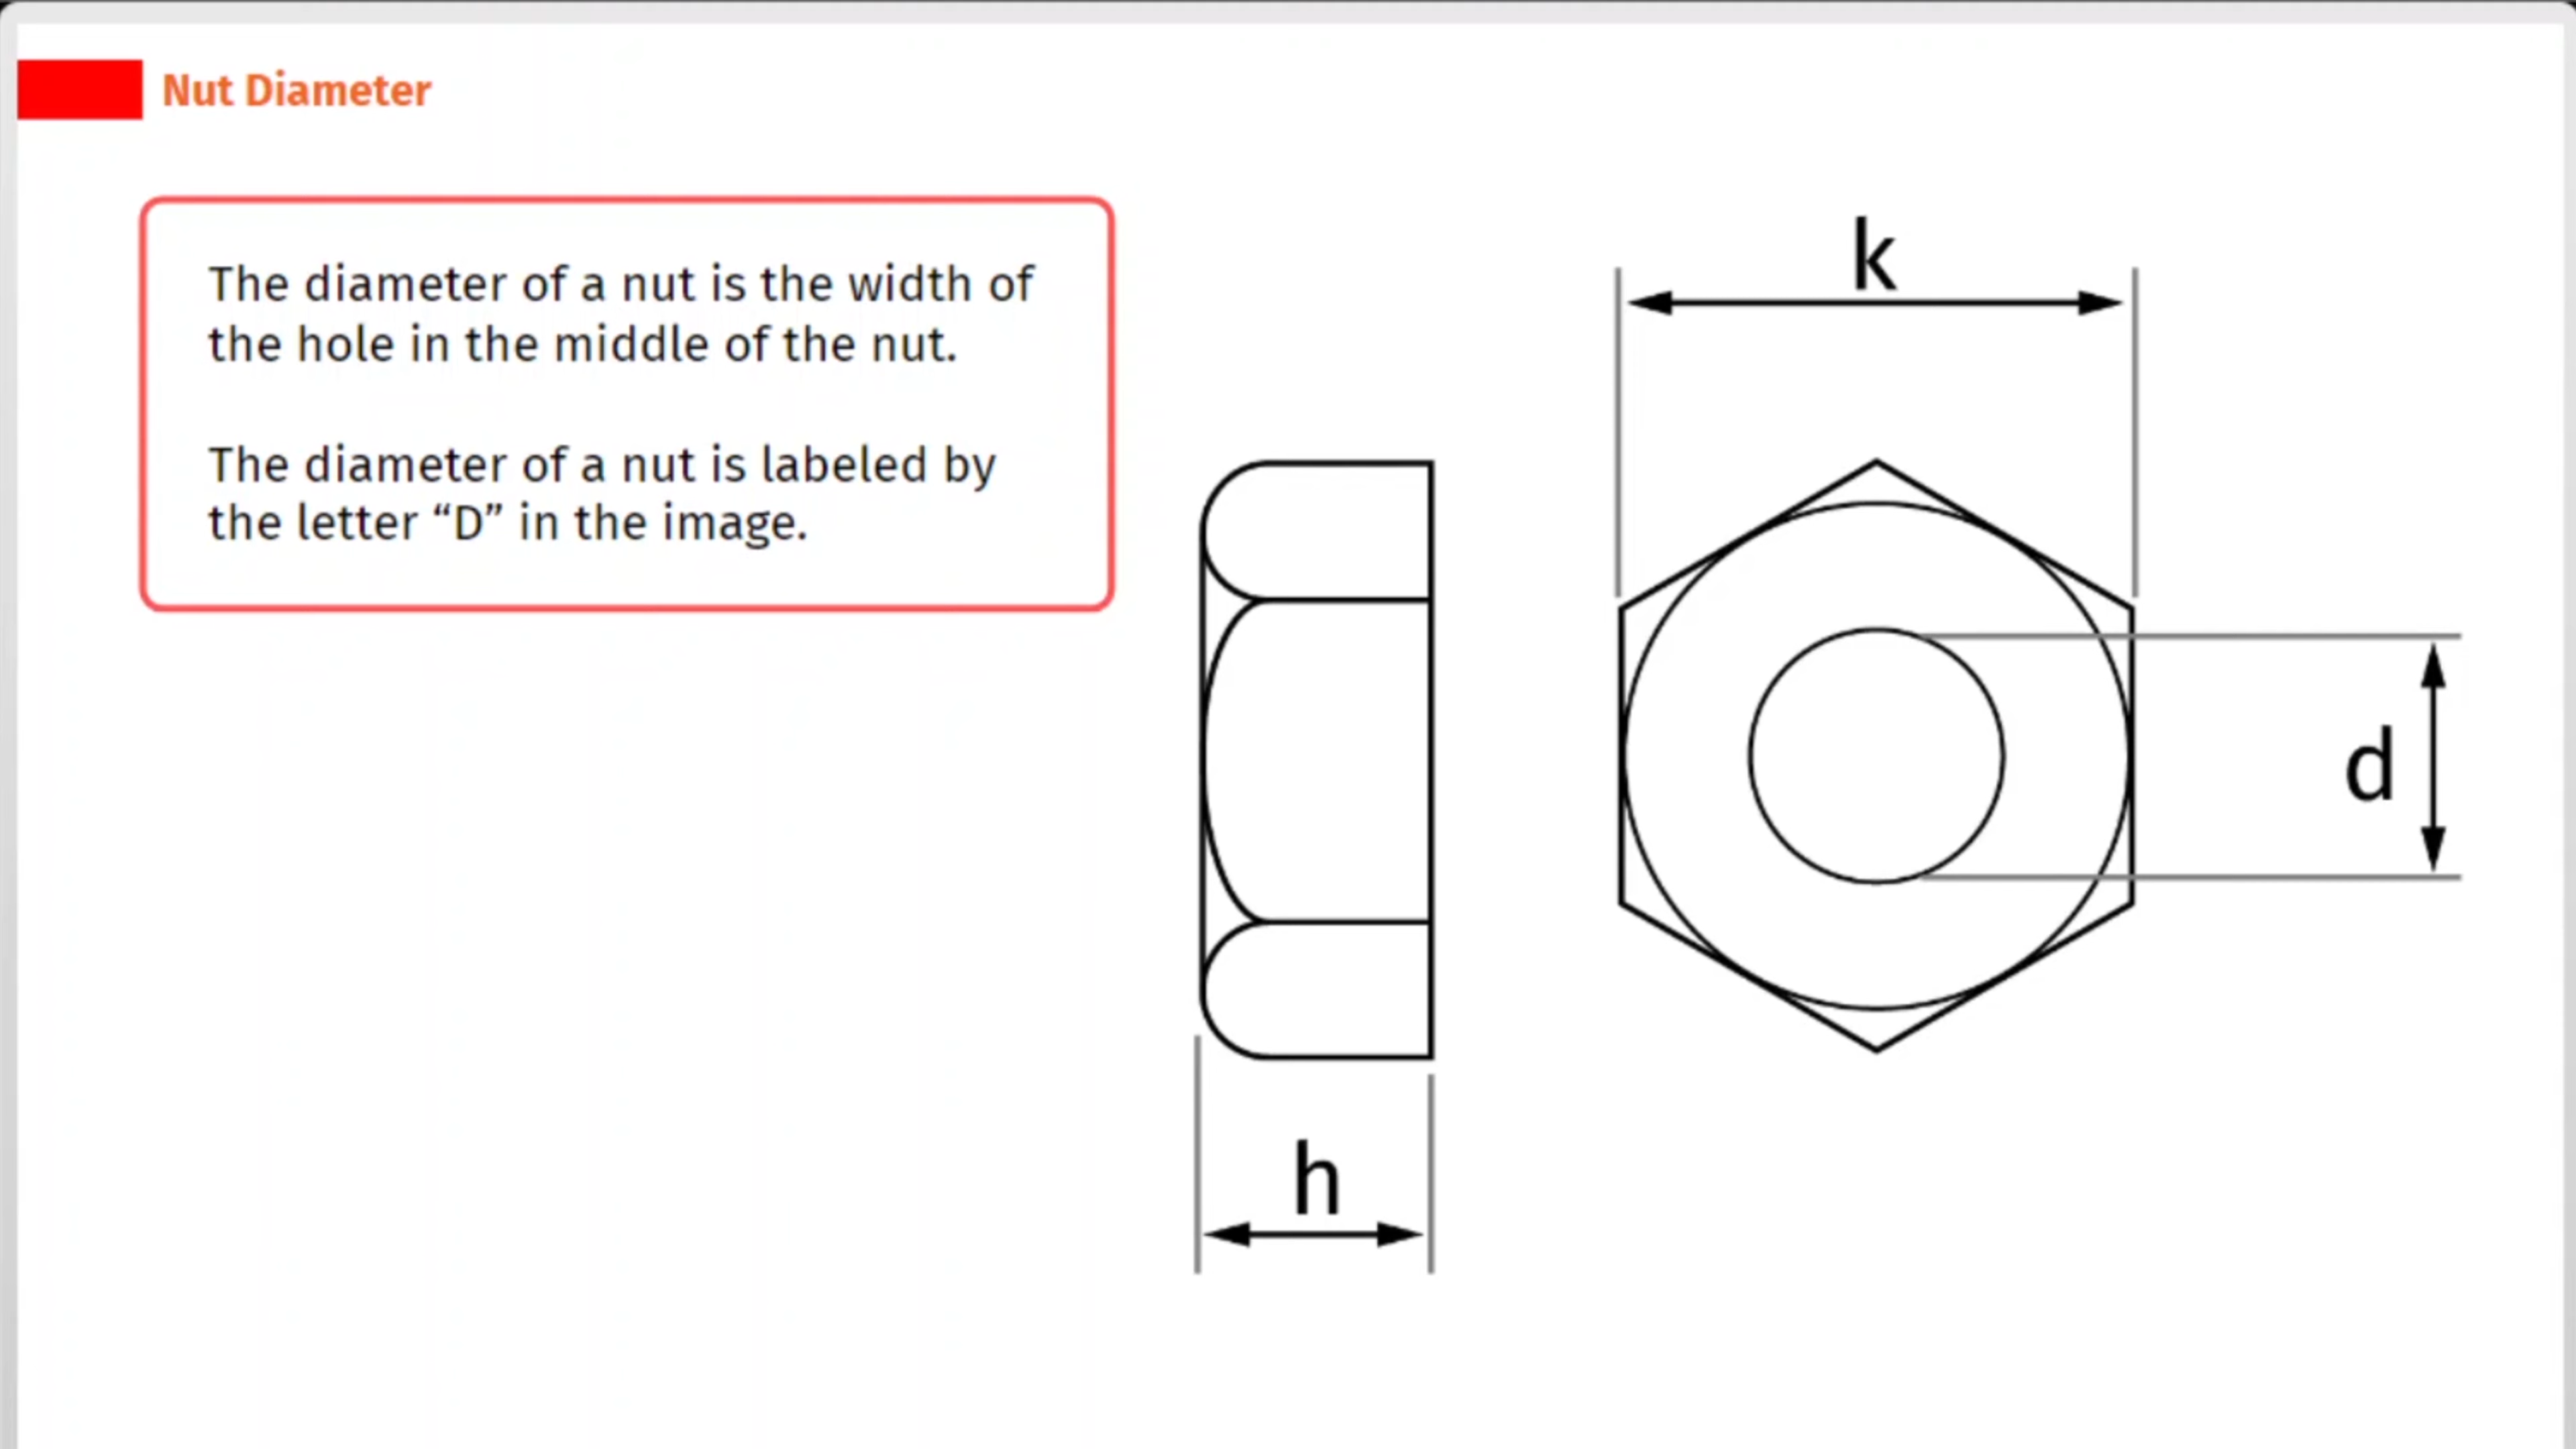 Nut Diameter
The diameter of a nut is the width of
the hole in the middle of the nut.
The diameter of a nut is labeled by
the letter “D” in the image.
k
d
h